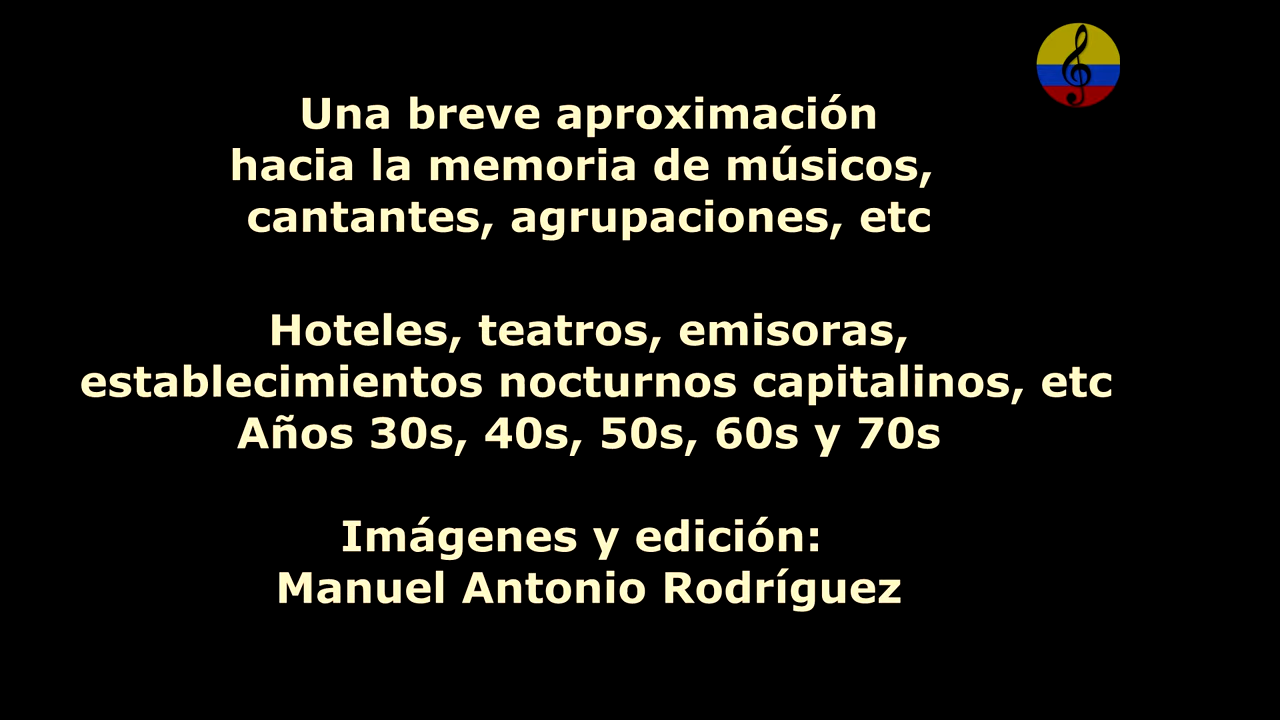 Una breve aproximación
hacia la memoria de músicos,
cantantes, agrupaciones, etc
Hoteles, teatros, emisoras,
establecimientos nocturnos capitalinos, etc
Años 30s, 40s, 50s, 60s y 70s
Imágenes y edición:
Manuel Antonio Rodríguez